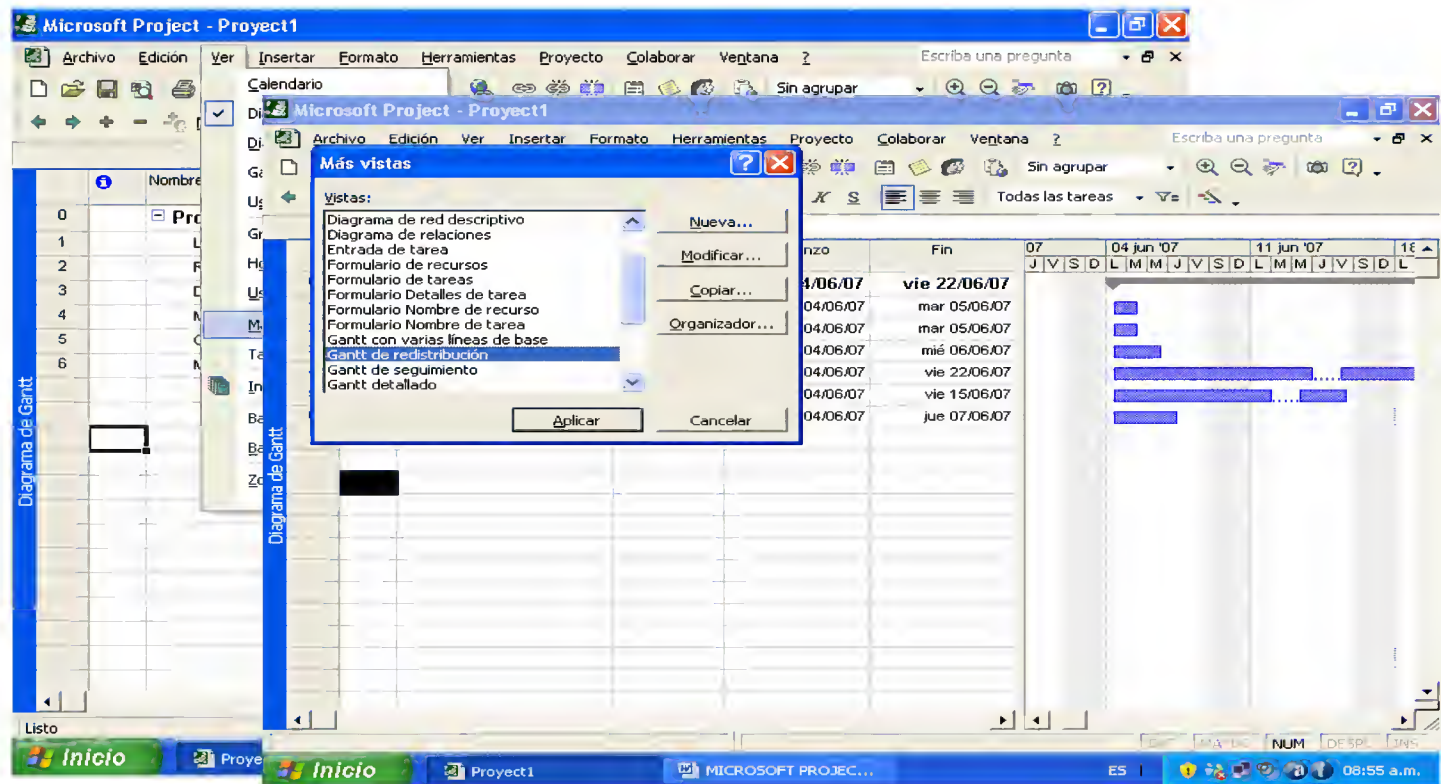 Microsoft Project - Proyect1
Archivo Edición Ver Insertar Formato Herramientas Proyecto Colaborar Ventana ? Escriba una pregunta
Calendario
Sin agrupar
Nombre
0
1
2
3
4
5
6
Diagrama de Gantt
Listo
Inicio
Microsoft Project - Proyect1
Archivo Edición Ver Insertar Formato Herramientas Proyecto Colaborar Ventana ? Escriba una pregunta
Sin agrupar
K S Todas las tareas
Más vistas
Vistas:
Diagrama de red descriptivo
Diagrama de relaciones
Entrada de tarea
Formulario de recursos
Formulario de tareas
Formulario Detalles de tarea
Formulario Nombre de recurso
Formulario Nombre de tarea
Gantt con varias líneas de base
Gantt de redistribución
Gantt de seguimiento
Gantt detallado
Nueva...
Modificar...
Copiar...
Organizador...
Aplicar
Cancelar
Fin
07 04 jun '07 11 jun '07
J V S D L M M J V S D L M M J V S D L
vie 22/06/07
04/06/07 mar 05/06/07
04/06/07 mar 05/06/07
04/06/07 mié 06/06/07
04/06/07 vie 22/06/07
04/06/07 vie 15/06/07
04/06/07 jue 07/06/07
Diagrama de Gantt
NUM
Inicio
Proyect1
MICROSOFT PROJEC...
ES
08:55 a.m.